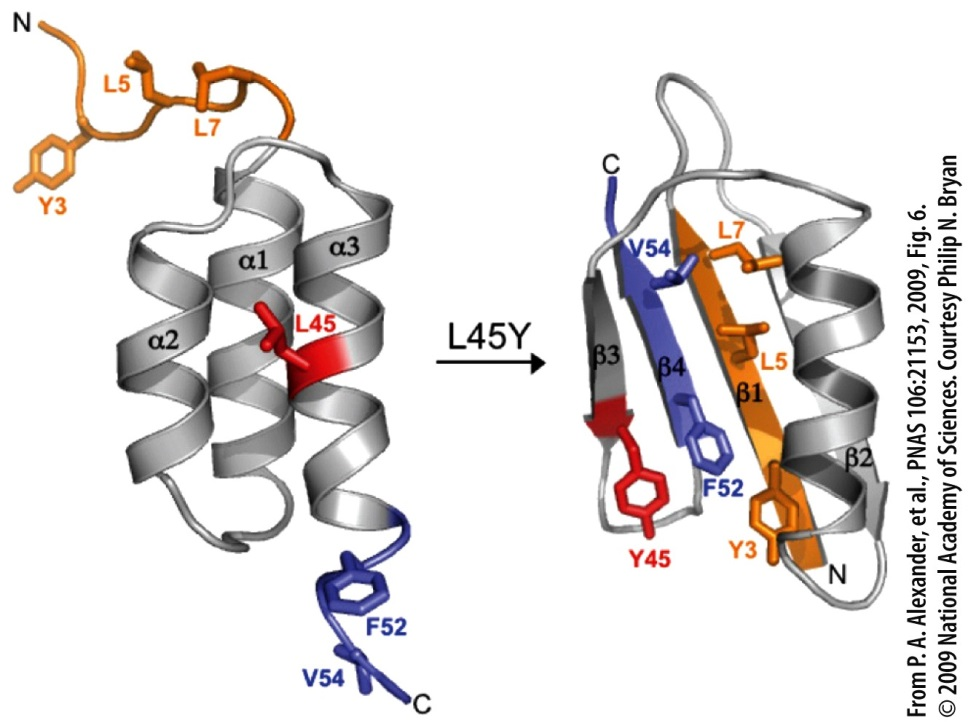 N
L5
L7
Y3
α1
α3
α2
L45
F52
V54
C
L45Y
C
V54
L7
β3
β4
L5
β1
β2
F52
Y45
Y3
N
From P. A. Alexander, et al., PNAS 106:21153, 2009, Fig. 6.
© 2009 National Academy of Sciences. Courtesy Philip N. Bryan